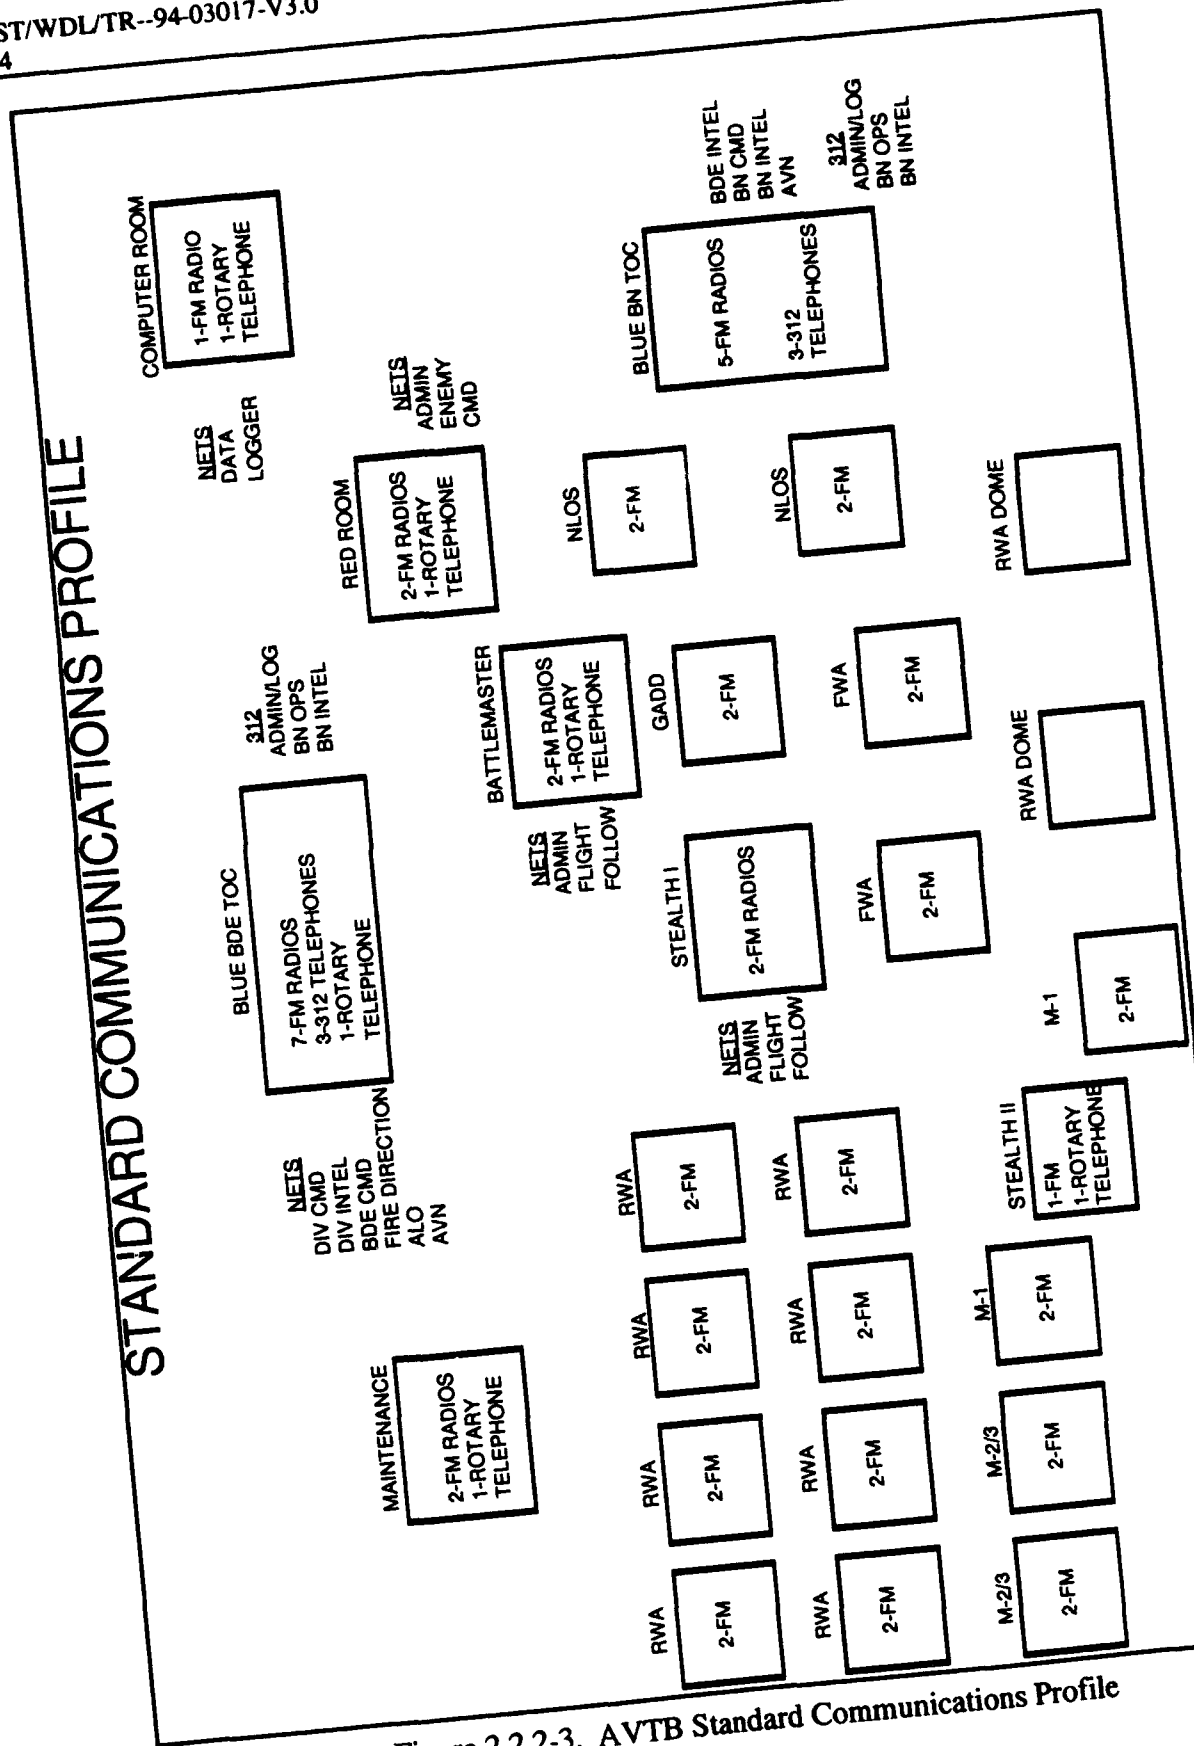 ST/WDL/TR--94-03017-V3.0
4
STANDARD COMMUNICATIONS PROFILE
COMPUTER ROOM
1-FM RADIO
1-ROTARY
TELEPHONE
NETS
DATA
LOGGER
BLUE BDE TOC
7-FM RADIOS
3-312 TELEPHONES
1-ROTARY
TELEPHONE
312
ADMIN/LOG
BN OPS
BN INTEL
NETS
DIV CMD
DIV INTEL
BDE CMD
FIRE DIRECTION
ALO
AVN
RED ROOM
2-FM RADIOS
1-ROTARY
TELEPHONE
NETS
ADMIN
ENEMY
CMD
MAINTENANCE
2-FM RADIOS
1-ROTARY
TELEPHONE
BATTLEMASTER
2-FM RADIOS
1-ROTARY
TELEPHONE
NETS
ADMIN
FLIGHT
FOLLOW
BLUE BN TOC
5-FM RADIOS
3-312
TELEPHONES
BDE INTEL
BN CMD
BN INTEL
AVN
312
ADMIN/LOG
BN OPS
BN INTEL
RWA
2-FM
RWA
2-FM
RWA
2-FM
RWA
2-FM
STEALTH I
2-FM RADIOS
NETS
ADMIN
FLIGHT
FOLLOW
GADD
2-FM
NLOS
2-FM
RWA
2-FM
RWA
2-FM
RWA
2-FM
RWA
2-FM
FWA
2-FM
FWA
2-FM
NLOS
2-FM
M-2/3
2-FM
M-2/3
2-FM
M-1
2-FM
STEALTH II
1-FM
1-ROTARY
TELEPHONE
M-1
2-FM
RWA DOME
RWA DOME
2.2.2-3. AVTB Standard Communications Profile